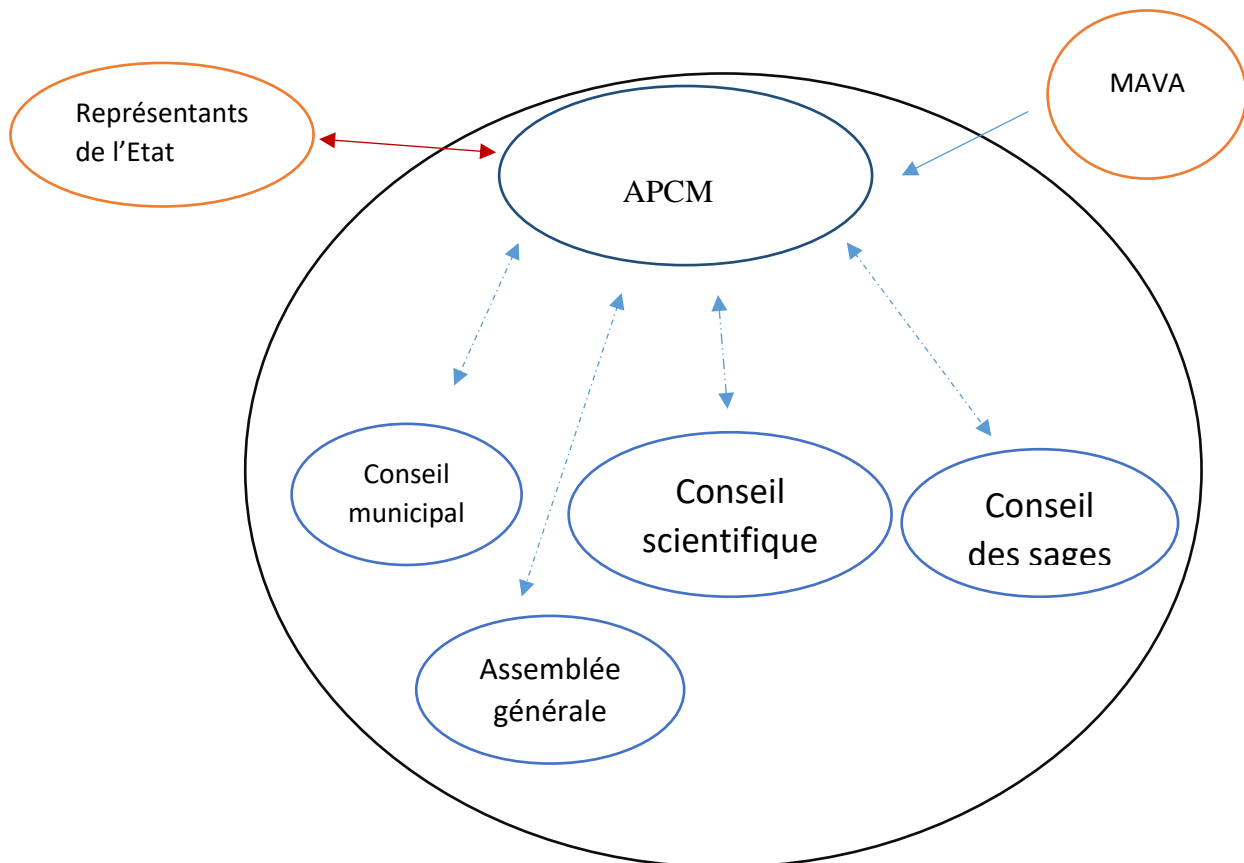 MAVA
Représentants
de l’Etat
APCM
Conseil
municipal
Conseil
scientifique
Conseil
des sages
Assemblée
générale